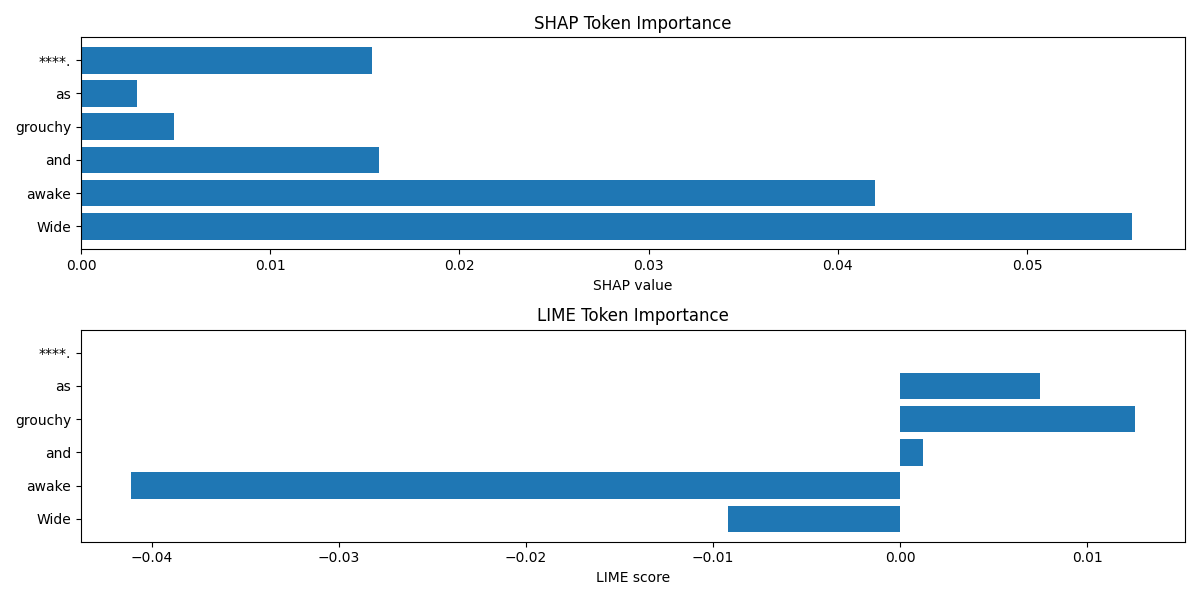 SHAP Token Importance
****.
as
grouchy
and
awake
Wide
0.00 0.01 0.02 0.03 0.04 0.05
SHAP value
LIME Token Importance
****.
as
grouchy
and
awake
Wide
−0.04 −0.03 −0.02 −0.01 0.00 0.01
LIME score